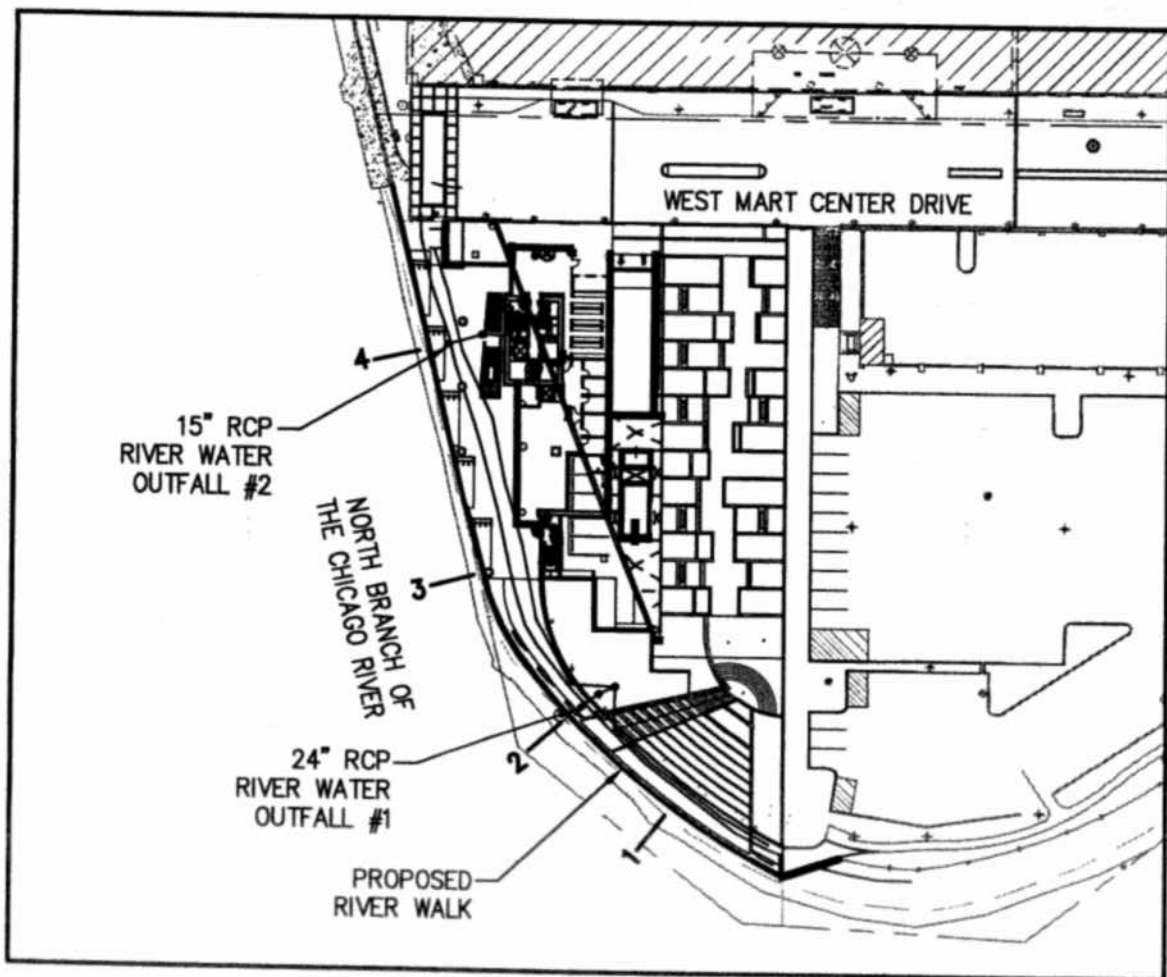 WEST MART CENTER DRIVE
4
15" RCP
RIVER WATER
OUTFALL #2
NORTH BRANCH OF
THE CHICAGO RIVER
3
24" RCP
RIVER WATER
OUTFALL #1
2
1
PROPOSED
RIVER WALK